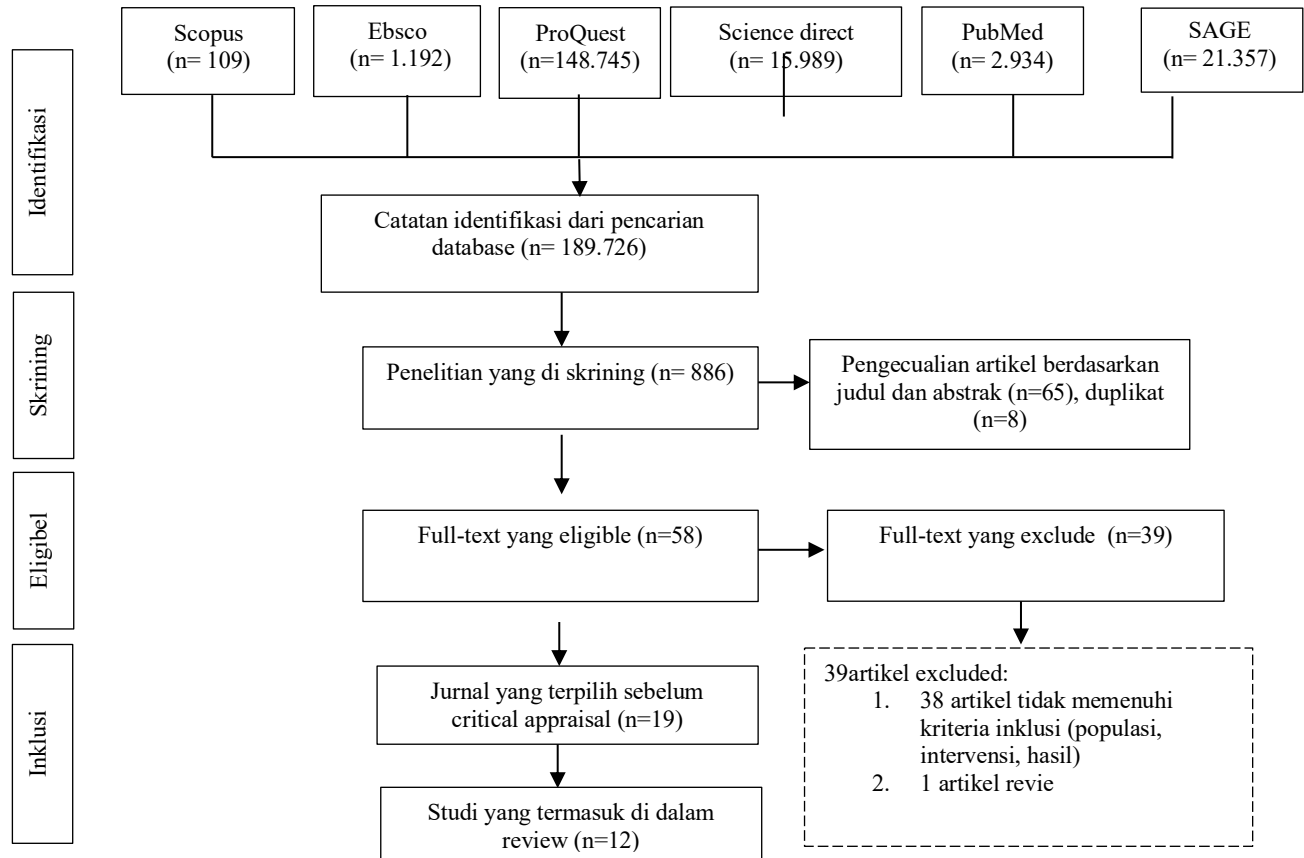 Scopus
(n= 109)
Ebsco
(n= 1.192)
ProQuest
(n=148.745)
Science direct
(n= 15.989)
PubMed
(n= 2.934)
SAGE
(n= 21.357)
Identifikasi
Catatan identifikasi dari pencarian
database (n= 189.726)
Skrining
Penelitian yang di skrining (n= 886)
Pengecualian artikel berdasarkan
judul dan abstrak (n=65), duplikat
(n=8)
Eligibel
Full-text yang eligible (n=58)
Full-text yang exclude (n=39)
Inklusi
Jurnal yang terpilih sebelum
critical appraisal (n=19)
39artikel excluded:
1. 38 artikel tidak memenuhi
kriteria inklusi (populasi,
intervensi, hasil)
2. 1 artikel revie
Studi yang termasuk di dalam
review (n=12)